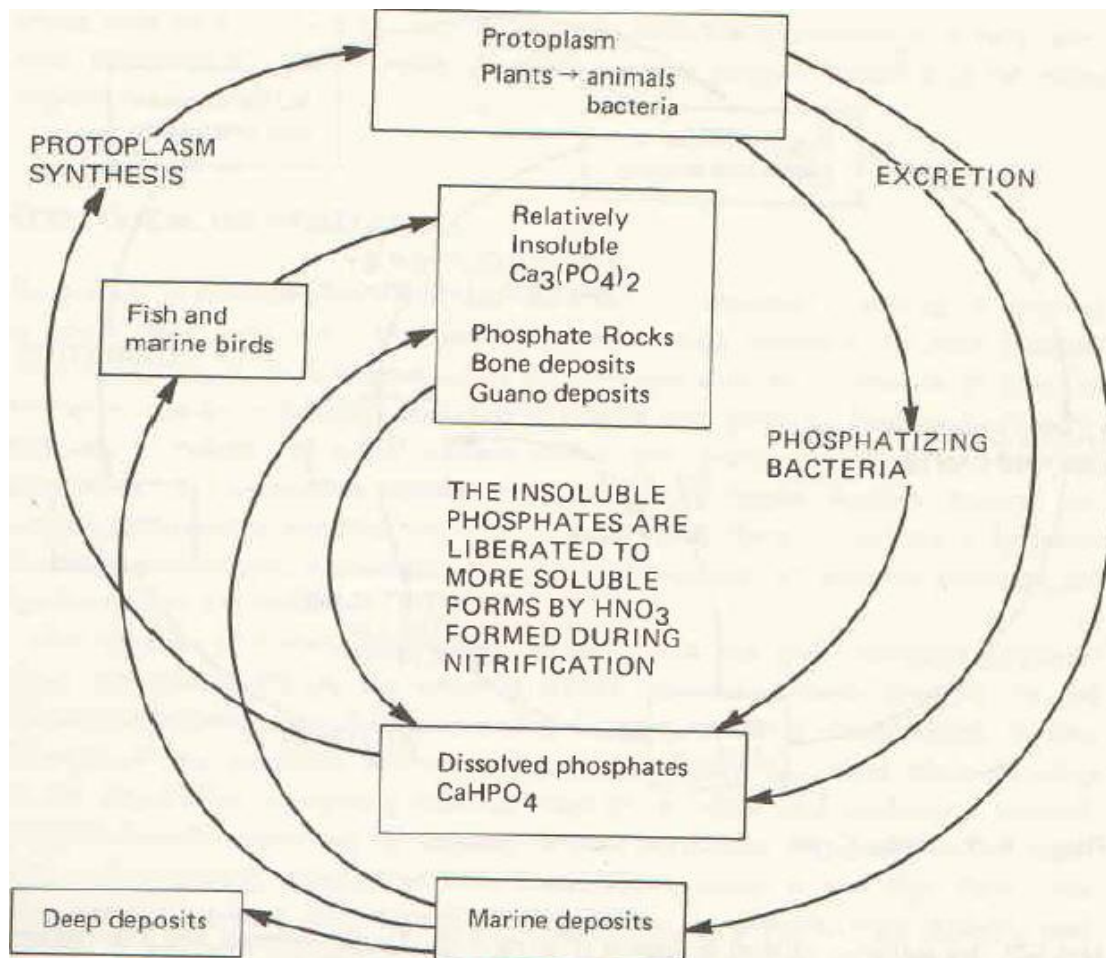 Protoplasm
Plants → animals
bacteria
PROTOPLASM
SYNTHESIS
EXCRETION
Relatively
Insoluble
Ca3(PO4)2
Phosphate Rocks
Bone deposits
Guano deposits
Fish and
marine birds
PHOSPHATIZING
BACTERIA
THE INSOLUBLE
PHOSPHATES ARE
LIBERATED TO
MORE SOLUBLE
FORMS BY HNO3
FORMED DURING
NITRIFICATION
Dissolved phosphates
CaHPO4
Deep deposits
Marine deposits